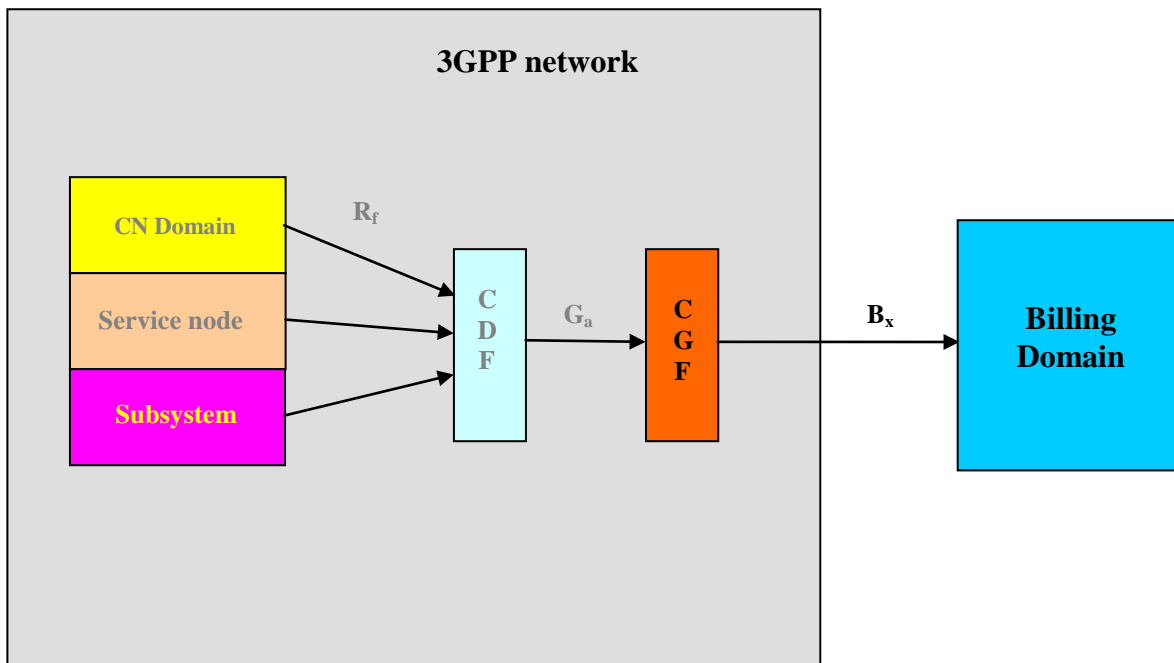 3GPP network
CN Domain
Service node
Subsystem
Rf
C
D
F
Ga
C
G
F
Bx
Billing
Domain